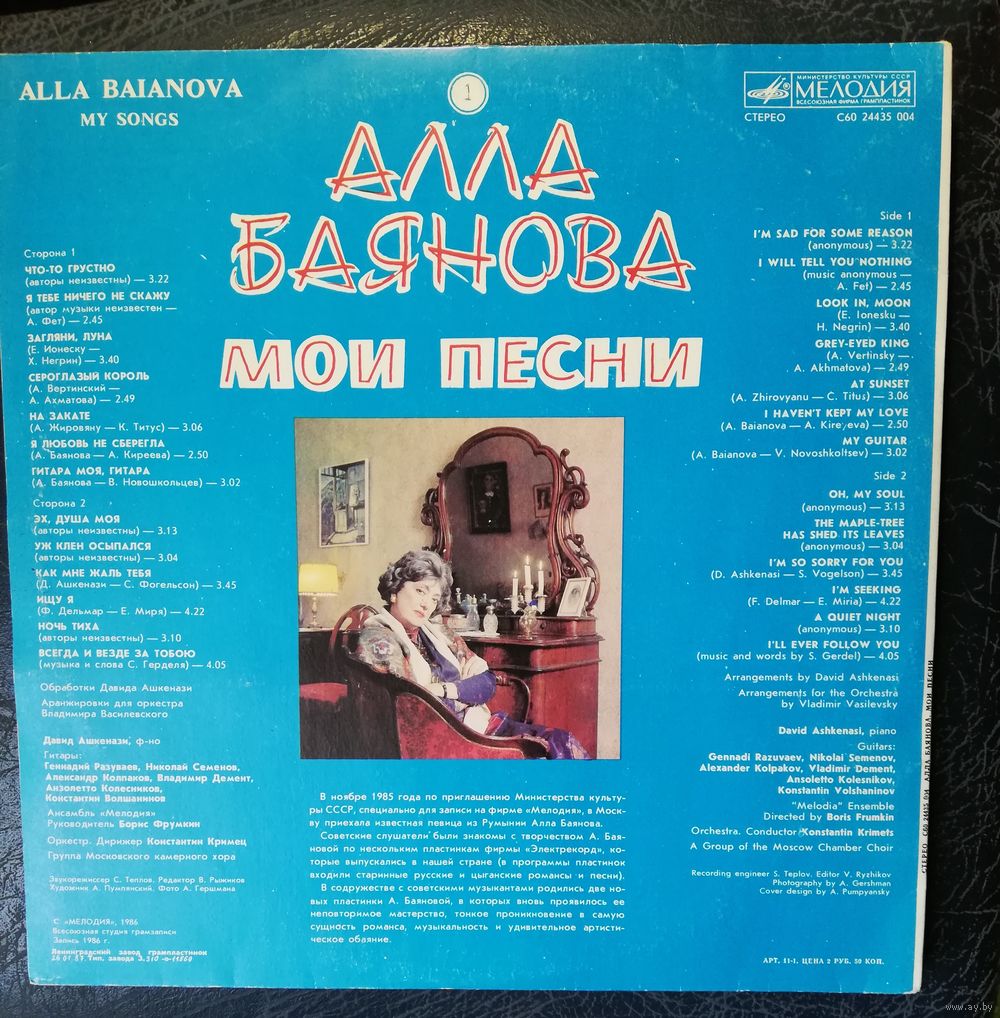 ALLA BAIANOVA
MY SONGS
1
МИНИСТЕРСТВО КУЛЬТУРЫ СССР
МЕЛОДИЯ
ВСЕСОЮЗНАЯ ФИРМА ГРАМПЛАСТИНОК
СТЕРЕО С60 24435 004
АЛЛА
БАЯНОВА
МОИ ПЕСНИ
Сторона 1
ЧТО-ТО ГРУСТНО
(авторы неизвестны) — 3.22
Я ТЕБЕ НИЧЕГО НЕ СКАЖУ
(автор музыки неизвестен —
А. Фет) — 2.45
ЗАГЛЯНИ, ЛУНА
(Е. Ионеску —
Х. Негрин) — 3.40
СЕРОГЛАЗЫЙ КОРОЛЬ
(А. Вертинский —
А. Ахматова) — 2.49
НА ЗАКАТЕ
(А. Жировяну — К. Титус) — 3.06
Я ЛЮБОВЬ НЕ СБЕРЕГЛА
(А. Баянова — А. Киреева) — 2.50
ГИТАРА МОЯ, ГИТАРА
(А. Баянова — В. Новошкольцев) — 3.02
Сторона 2
ЭХ, ДУША МОЯ
(авторы неизвестны) — 3.13
УЖ КЛЕН ОСЫПАЛСЯ
(авторы неизвестны) — 3.04
КАК МНЕ ЖАЛЬ ТЕБЯ
(Д. Ашкенази — С. Фогельсон) — 3.45
ИЩУ Я
(Ф. Дельмар — Е. Миря) — 4.22
НОЧЬ ТИХА
(авторы неизвестны) — 3.10
ВСЕГДА И ВЕЗДЕ ЗА ТОБОЮ
(музыка и слова С. Герделя) — 4.05
Обработки Давида Ашкенази
Аранжировки для оркестра
Владимира Василевского
Давид Ашкенази, ф-но
Гитары:
Геннадий Разуваев, Николай Семенов,
Александр Колпаков, Владимир Демент,
Анзолетто Колесников,
Константин Волшанинов
Ансамбль «Мелодия»
Руководитель Борис Фрумкин
Оркестр. Дирижер Константин Кримец
Группа Московского камерного хора
Звукорежиссер С. Теплов. Редактор В. Рыжиков
Художник А. Пумпянский. Фото А. Гершмана
С «МЕЛОДИЯ», 1986
Всесоюзная студия грамзаписи
Запись 1986 г.
Ленинградский завод грампластинок
26 01 87. Тип. завода З. 310 -о-11860
В ноябре 1985 года по приглашению Министерства культу-
ры СССР, специально для записи на фирме «Мелодия», в Моск-
ву приехала известная певица из Румынии Алла Баянова.
Советские слушатели были знакомы с творчеством А. Бая-
новой по нескольким пластинкам фирмы «Электрекорд», ко-
торые выпускались в нашей стране (в программы пластинок
входили старинные русские и цыганские романсы и песни).
В содружестве с советскими музыкантами родились две но-
вых пластинки А. Баяновой, в которых вновь проявилось ее
неповторимое мастерство, тонкое проникновение в самую
сущность романса, музыкальность и удивительное артисти-
ческое обаяние.
Side 1
I'M SAD FOR SOME REASON
(anonymous) — 3.22
I WILL TELL YOU NOTHING
(music anonymous —
A. Fet) — 2.45
LOOK IN, MOON
(E. Ionesku —
H. Negrin) — 3.40
GREY-EYED KING
(A. Vertinsky —
A. Akhmatova) — 2.49
AT SUNSET
(A. Zhirovyanu — C. Titus) — 3.06
I HAVEN'T KEPT MY LOVE
(A. Baianova — A. Kireyeva) — 2.50
MY GUITAR
(A. Baianova — V. Novoshkoltsev) — 3.02
Side 2
OH, MY SOUL
(anonymous) — 3.13
THE MAPLE-TREE
HAS SHED ITS LEAVES
(anonymous) — 3.04
I'M SO SORRY FOR YOU
(D. Ashkenasi — S. Vogelson) — 3.45
I'M SEEKING
(F. Delmar — E. Miria) — 4.22
A QUIET NIGHT
(anonymous) — 3.10
I'LL EVER FOLLOW YOU
(music and words by S. Gerdel) — 4.05
Arrangements by David Ashkenasi
Arrangements for the Orchestra
by Vladimir Vasilevsky
David Ashkenasi, piano
Guitars:
Gennadi Razuvaev, Nikolai Semenov,
Alexander Kolpakov, Vladimir Dement,
Ansoletto Kolesnikov,
Konstantin Volshaninov
"Melodia" Ensemble
Directed by Boris Frumkin
Orchestra. Conductor Konstantin Krimets
A Group of the Moscow Chamber Choir
Recording engineer S. Teplov. Editor V. Ryzhikov
Photography by A. Gershman
Cover design by A. Pumpyansky
АРТ. 11-1. ЦЕНА 2 РУБ. 50 КОП.
СТЕРЕО С60 24435 004 АЛЛА БАЯНОВА. МОИ ПЕСНИ
www.ay.by